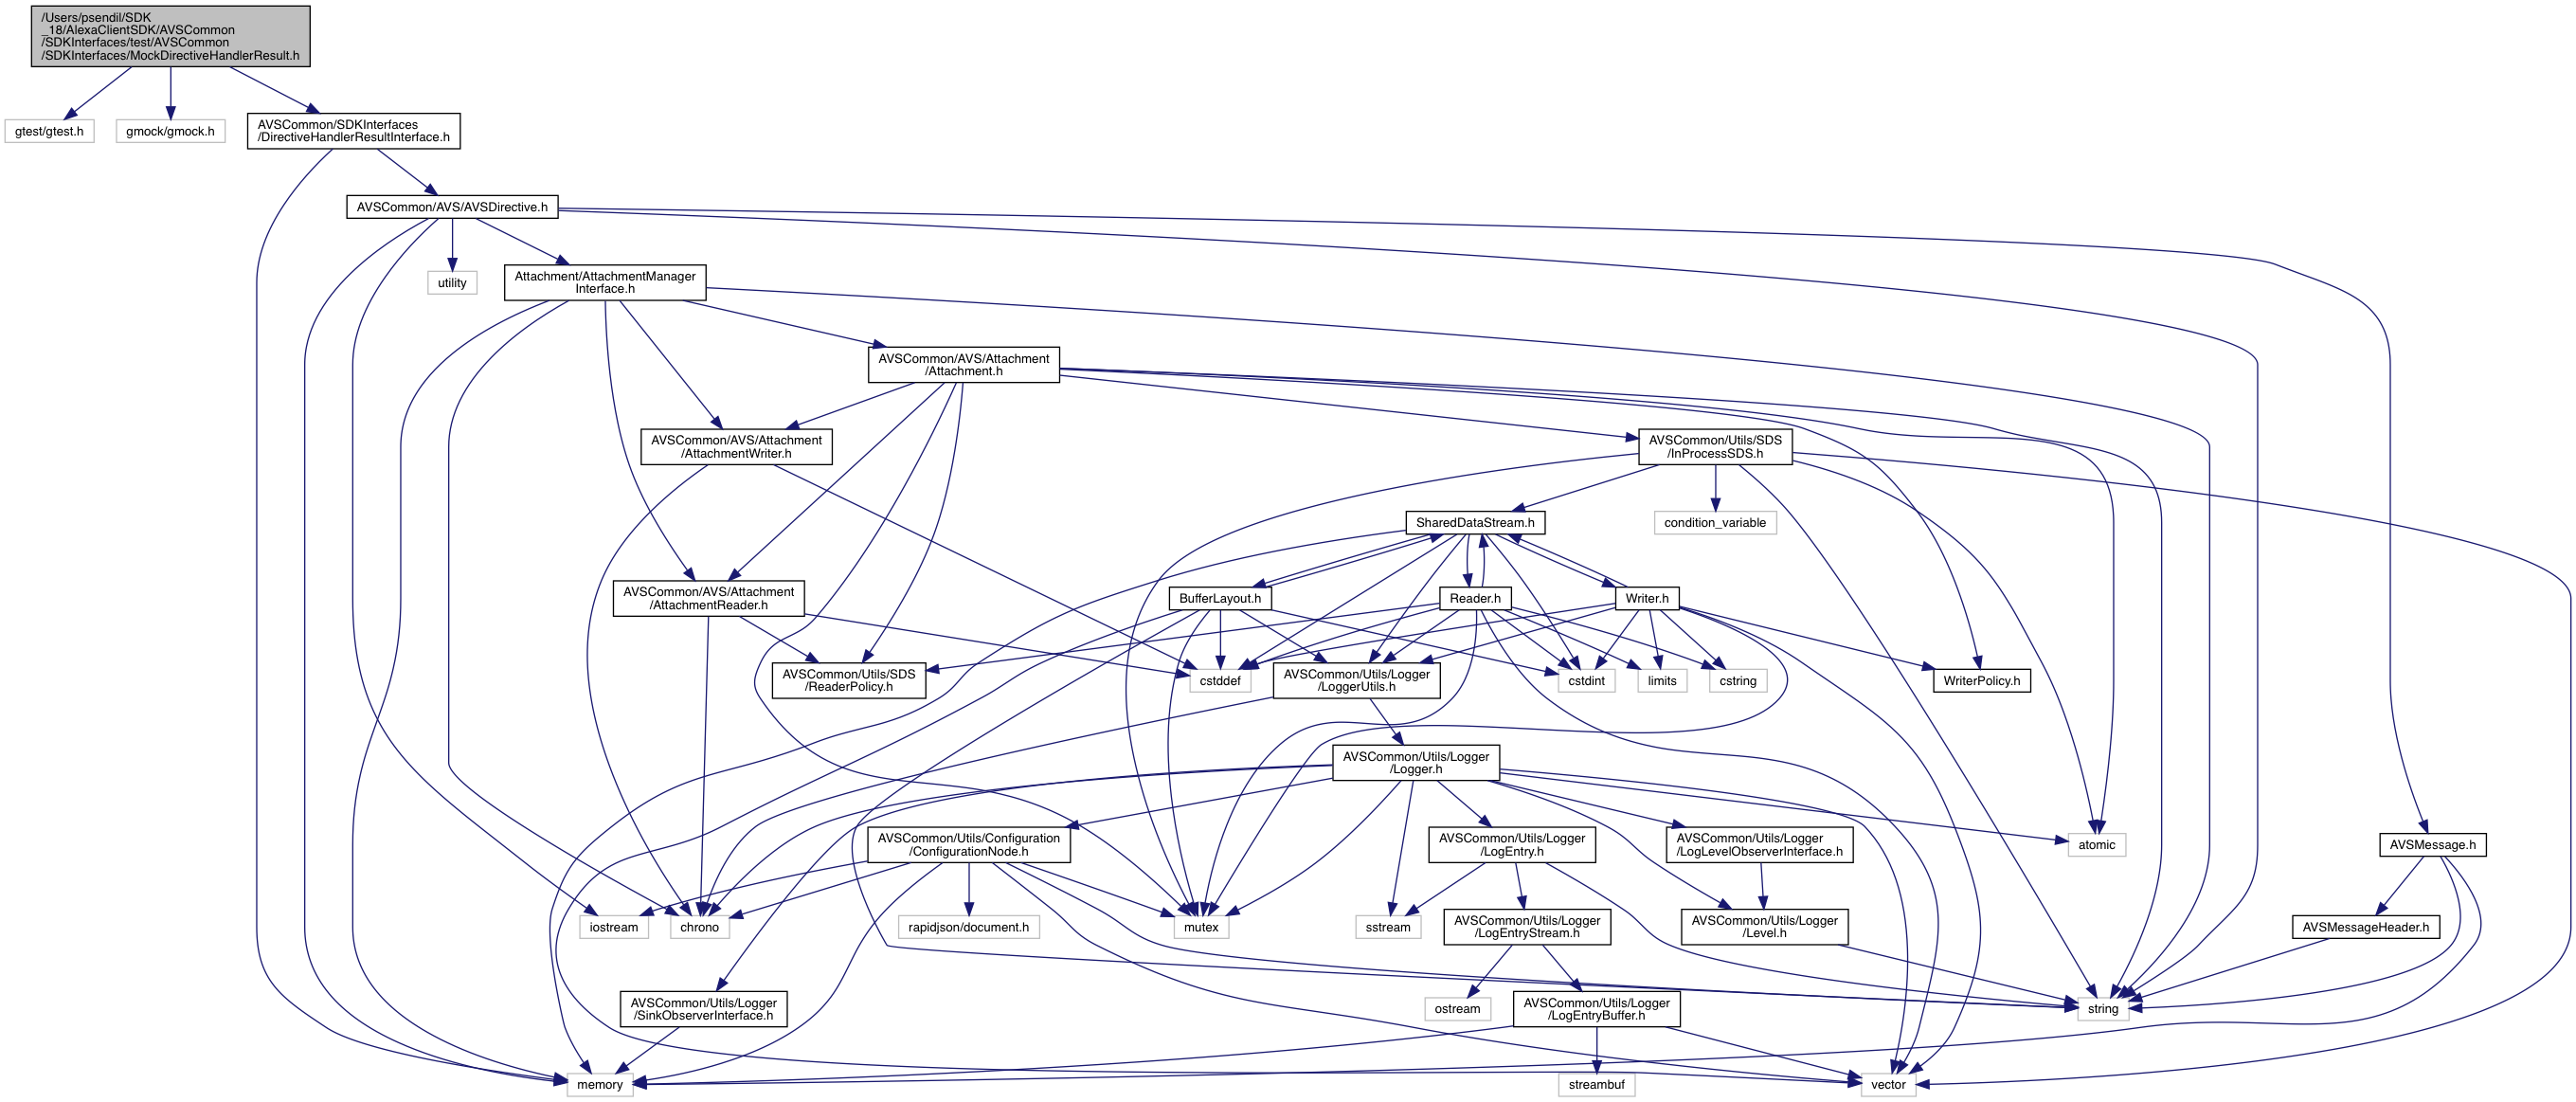 /Users/psendil/SDK
_18/AlexaClientSDK/AVSCommon
/SDKInterfaces/test/AVSCommon
/SDKInterfaces/MockDirectiveHandlerResult.h
gtest/gtest.h
gmock/gmock.h
AVSCommon/SDKInterfaces
/DirectiveHandlerResultInterface.h
AVSCommon/AVS/AVSDirective.h
utility
Attachment/AttachmentManager
Interface.h
AVSCommon/AVS/Attachment
/Attachment.h
AVSCommon/AVS/Attachment
/AttachmentWriter.h
AVSCommon/Utils/SDS
/InProcessSDS.h
SharedDataStream.h
condition_variable
AVSCommon/AVS/Attachment
/AttachmentReader.h
BufferLayout.h
Reader.h
Writer.h
AVSCommon/Utils/SDS
/ReaderPolicy.h
cstddef
AVSCommon/Utils/Logger
/LoggerUtils.h
cstdint
limits
cstring
WriterPolicy.h
AVSCommon/Utils/Logger
/Logger.h
AVSCommon/Utils/Configuration
/ConfigurationNode.h
AVSCommon/Utils/Logger
/LogEntry.h
AVSCommon/Utils/Logger
/LogLevelObserverInterface.h
atomic
AVSMessage.h
iostream
chrono
rapidjson/document.h
mutex
sstream
AVSCommon/Utils/Logger
/LogEntryStream.h
AVSCommon/Utils/Logger
/Level.h
AVSMessageHeader.h
AVSCommon/Utils/Logger
/SinkObserverInterface.h
ostream
AVSCommon/Utils/Logger
/LogEntryBuffer.h
string
memory
streambuf
vector